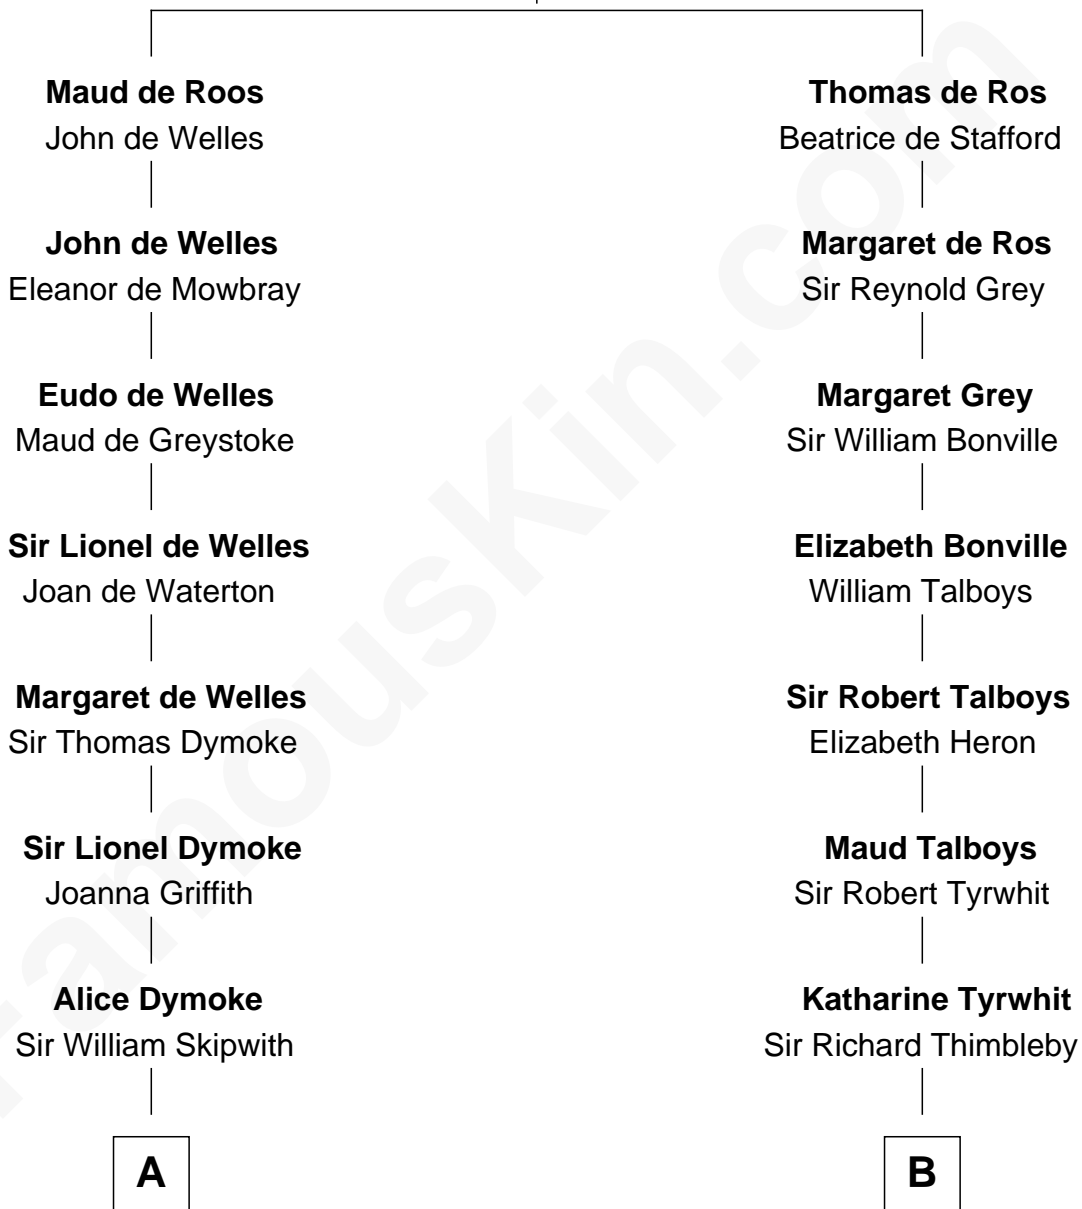 Maud de Roos
John de Welles
John de Welles
Eleanor de Mowbray
Eudo de Welles
Maud de Greystoke
Sir Lionel de Welles
Joan de Waterton
Margaret de Welles
Sir Thomas Dymoke
Sir Lionel Dymoke
Joanna Griffith
Alice Dymoke
Sir William Skipwith
A
Thomas de Ros
Beatrice de Stafford
Margaret de Ros
Sir Reynold Grey
Margaret Grey
Sir William Bonville
Elizabeth Bonville
William Talboys
Sir Robert Talboys
Elizabeth Heron
Maud Talboys
Sir Robert Tyrwhit
Katharine Tyrwhit
Sir Richard Thimbleby
B
FamousKin.com